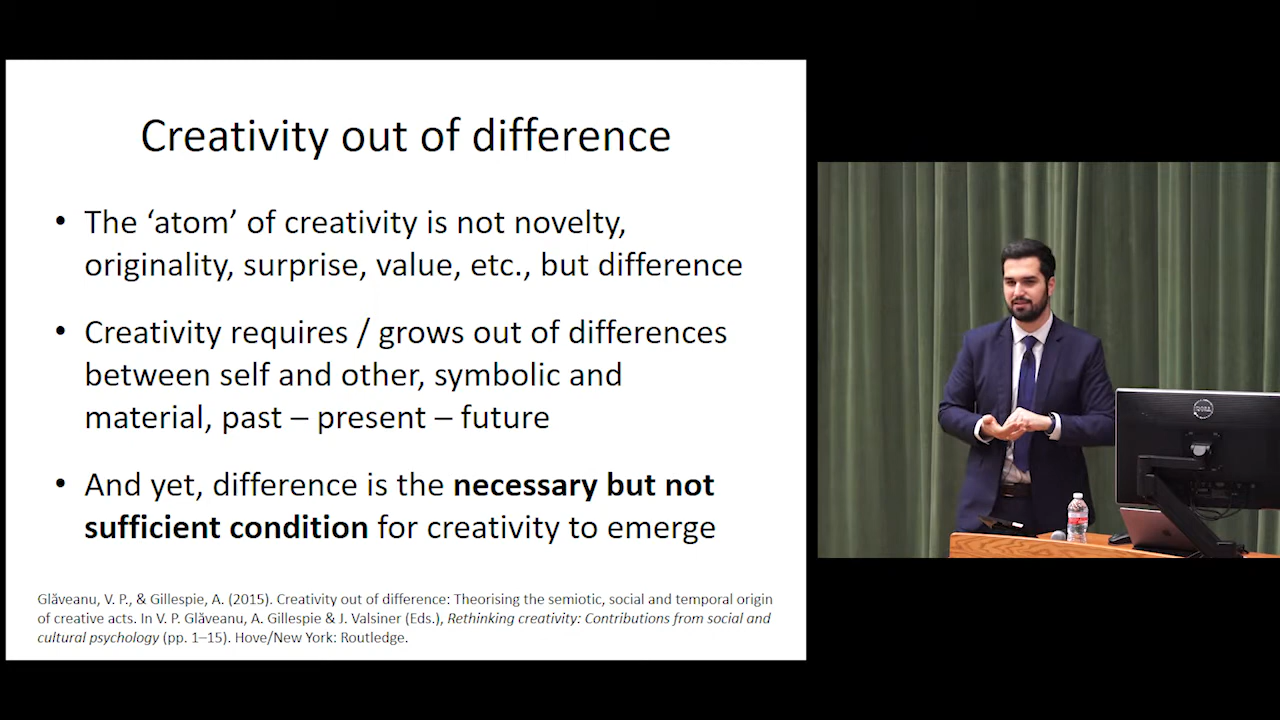 Creativity out of difference
• The ‘atom’ of creativity is not novelty,
originality, surprise, value, etc., but difference
• Creativity requires / grows out of differences
between self and other, symbolic and
material, past – present – future
• And yet, difference is the necessary but not
sufficient condition for creativity to emerge
Glăveanu, V. P., & Gillespie, A. (2015). Creativity out of difference: Theorising the semiotic, social and temporal origin
of creative acts. In V. P. Glăveanu, A. Gillespie & J. Valsiner (Eds.), Rethinking creativity: Contributions from social and
cultural psychology (pp. 1–15). Hove/New York: Routledge.
DELL